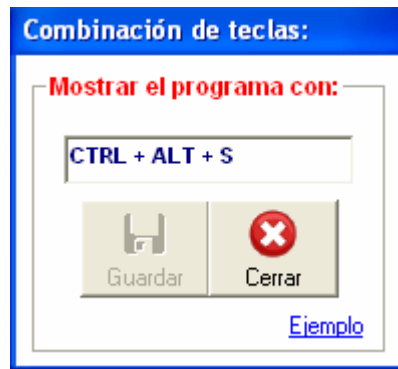 Combinación de teclas:
Mostrar el programa con:
CTRL + ALT + S
Guardar Cerrar
Ejemplo